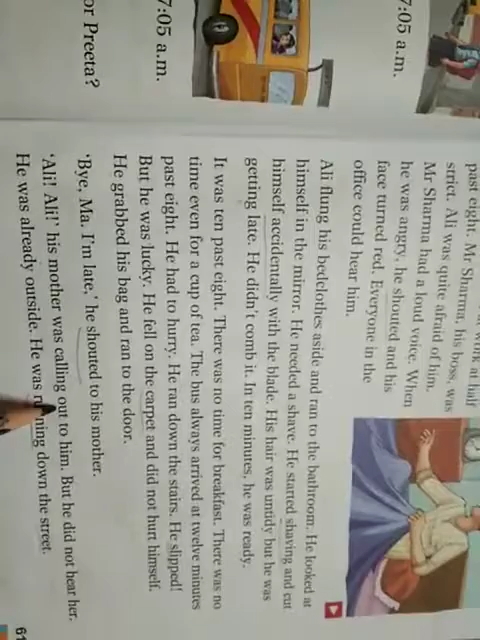 7:05 a.m.
7:05 a.m.
or Preeta?
work at half
past eight. Mr Sharma, his boss, was
strict. Ali was quite afraid of him.
Mr Sharma had a loud voice. When
he was angry, he shouted and his
face turned red. Everyone in the
office could hear him.
Ali flung his bedclothes aside and ran to the bathroom. He looked at
himself in the mirror. He needed a shave. He started shaving and cut
himself accidentally with the blade. His hair was untidy but he was
getting late. He didn't comb it. In ten minutes, he was ready.
It was ten past eight. There was no time for breakfast. There was no
time even for a cup of tea. The bus always arrived at twelve minutes
past eight. He had to hurry. He ran down the stairs. He slipped!
But he was lucky. He fell on the carpet and did not hurt himself.
He grabbed his bag and ran to the door.
'Bye, Ma. I'm late,' he shouted to his mother.
'Ali! Ali!' his mother was calling out to him. But he did not hear her.
He was already outside. He was running down the street.
61